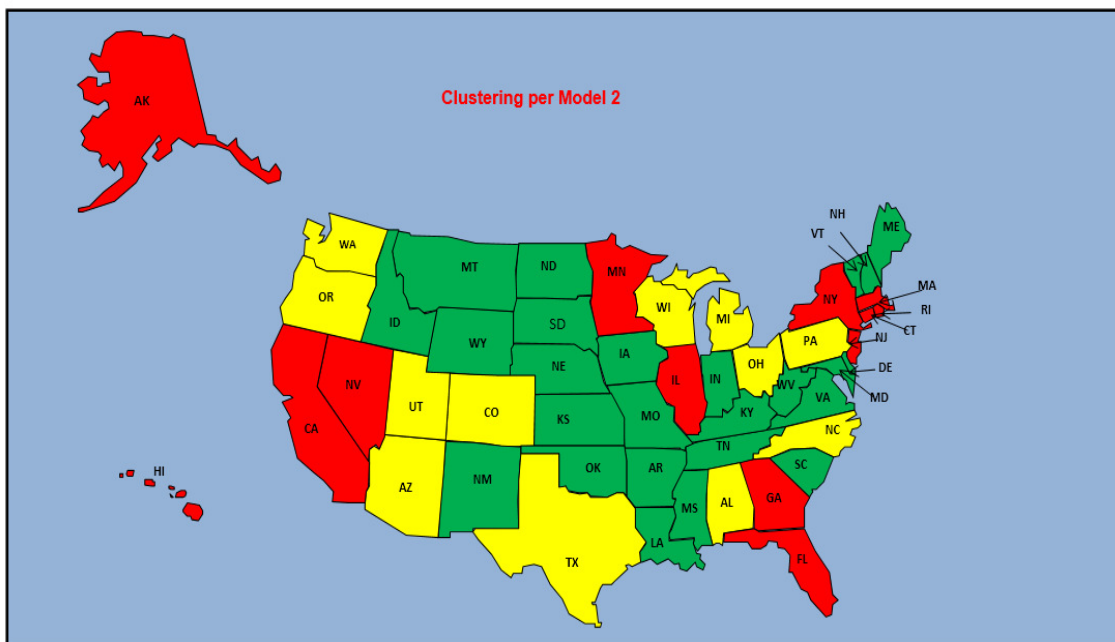 Clustering per Model 2
AK
WA
OR
CA
NV
ID
MT
WY
UT
CO
AZ
NM
ND
SD
NE
KS
OK
TX
MN
IA
MO
AR
LA
WI
IL
MS
MI
IN
KY
TN
AL
OH
WV
VA
NC
SC
GA
FL
PA
NY
VT
NH
ME
MA
RI
CT
NJ
DE
MD
HI